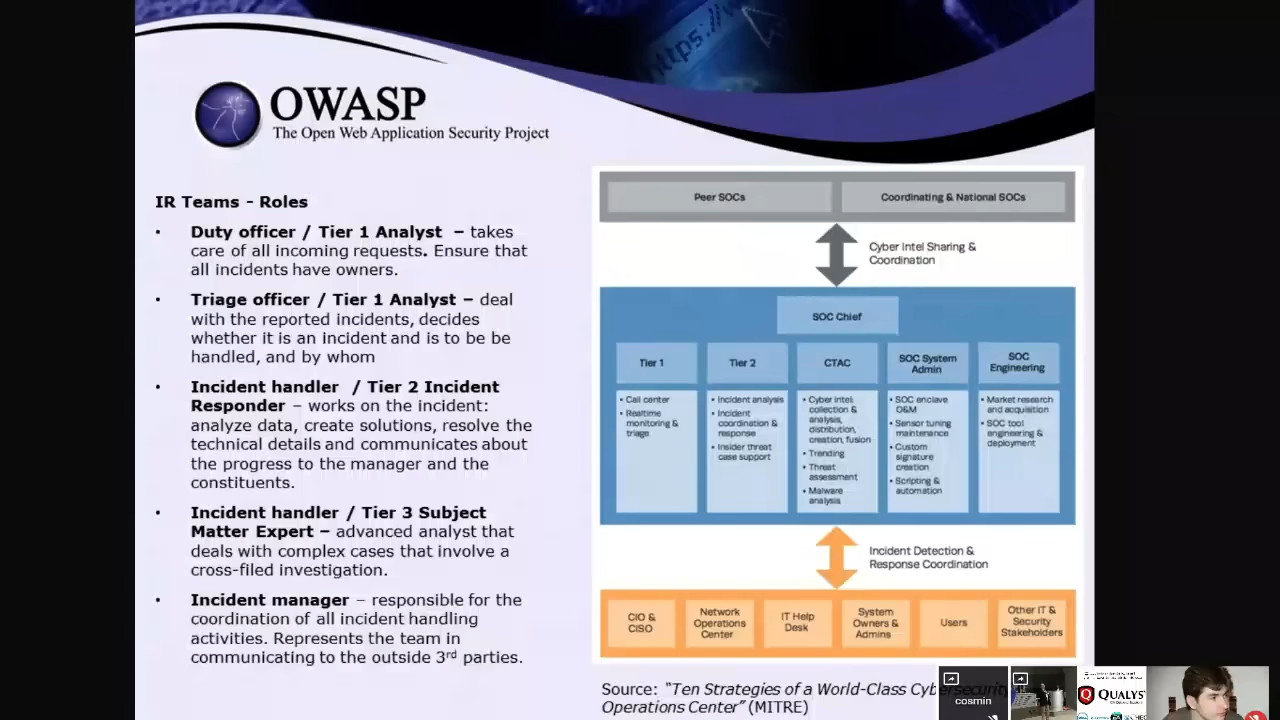 https://
OWASP
The Open Web Application Security Project
IR Teams - Roles
• Duty officer / Tier 1 Analyst – takes
care of all incoming requests. Ensure that
all incidents have owners.
• Triage officer / Tier 1 Analyst – deal
with the reported incidents, decides
whether it is an incident and is to be be
handled, and by whom
• Incident handler / Tier 2 Incident
Responder – works on the incident:
analyze data, create solutions, resolve the
technical details and communicates about
the progress to the manager and the
constituents.
• Incident handler / Tier 3 Subject
Matter Expert – advanced analyst that
deals with complex cases that involve a
cross-filed investigation.
• Incident manager – responsible for the
coordination of all incident handling
activities. Represents the team in
communicating to the outside 3rd parties.
Peer SOCs
Coordinating & National SOCs
Cyber Intel Sharing &
Coordination
SOC Chief
Tier 1
• Call center
• Realtime
monitoring &
triage
Tier 2
• Incident analysis
• Incident
coordination &
response
• Insider threat
case support
CTAC
• Cyber intel
collection &
analysis,
distribution,
creation, fusion
• Trending
• Threat
assessment
• Malware
analysis
SOC System
Admin
• SOC enclave
O&M
• Sensor tuning
maintenance
• Custom
signature
creation
• Scripting &
automation
SOC
Engineering
• Market research
and acquisition
• SOC tool
engineering &
deployment
Incident Detection &
Response Coordination
CIO &
CISO
Network
Operations
Center
IT Help
Desk
System
Owners &
Admins
Users
Other IT &
Security
Stakeholders
Source: "Ten Strategies of a World-Class Cybersecurity
Operations Center" (MITRE)
cosmin
QUALYS